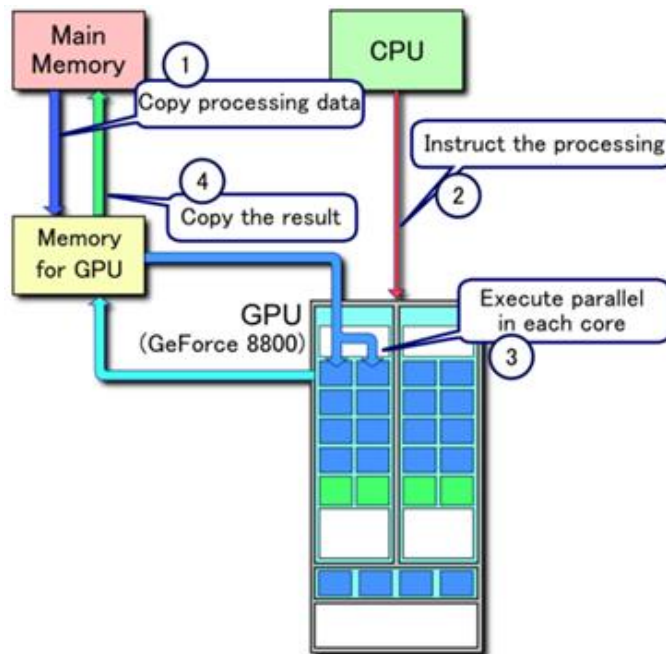 Main
Memory
CPU
1
Copy processing data
Instruct the processing
2
4
Copy the result
Memory
for GPU
GPU
(GeForce 8800)
Execute parallel
in each core
3